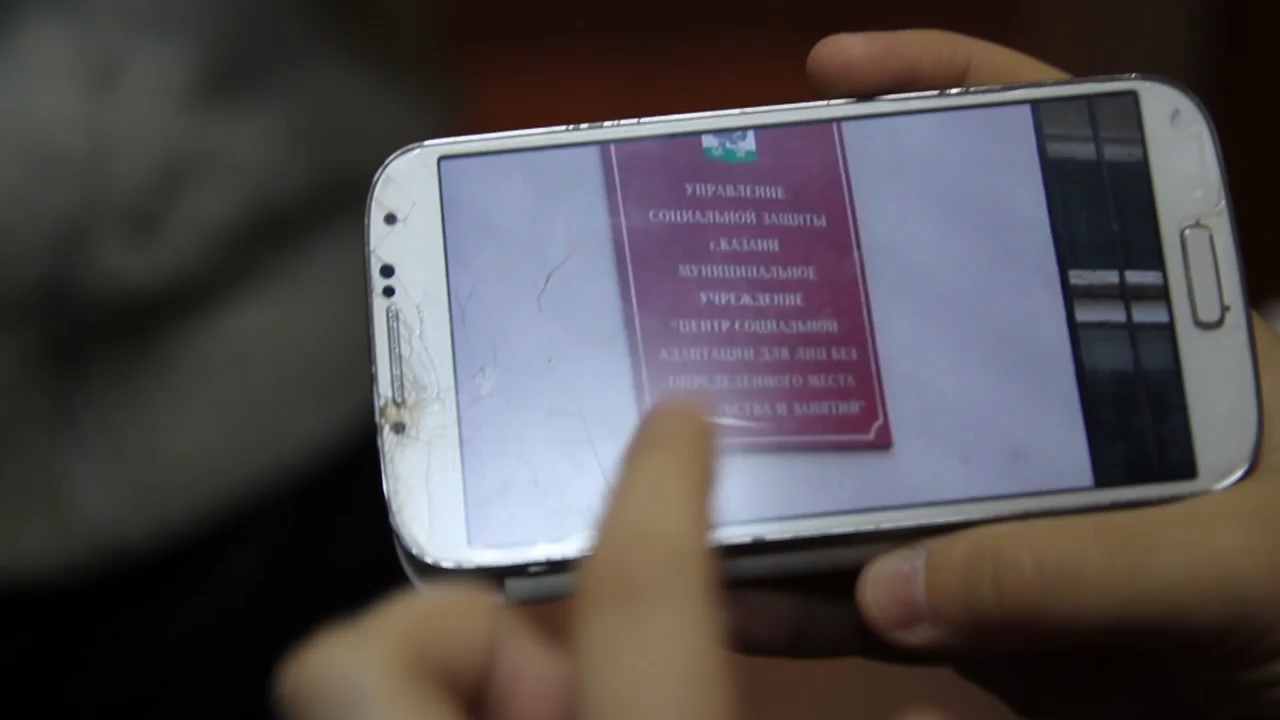 УПРАВЛЕНИЕ
СОЦИАЛЬНОЙ ЗАЩИТЫ
г.КАЗАНИ
МУНИЦИПАЛЬНОЕ
УЧРЕЖДЕНИЕ
"ЦЕНТР СОЦИАЛЬНОЙ
АДАПТАЦИИ ДЛЯ ЛИЦ БЕЗ
ОПРЕДЕЛЕННОГО МЕСТА
И ЗАНЯТИЙ"